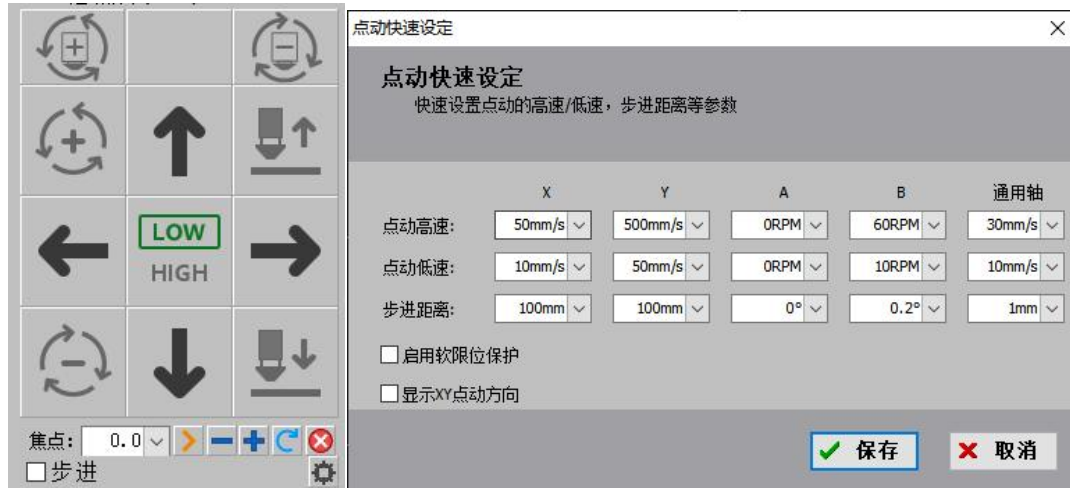 点动快速设定
点动快速设定
快速设置点动的高速/低速，步进距离等参数
X Y A B 通用轴
点动高速: 50mm/s 500mm/s 0RPM 60RPM 30mm/s
点动低速: 10mm/s 50mm/s 0RPM 10RPM 10mm/s
步进距离: 100mm 100mm 0° 0.2° 1mm
启用软限位保护
显示XY点动方向
保存 取消
LOW
HIGH
焦点: 0.0
步进